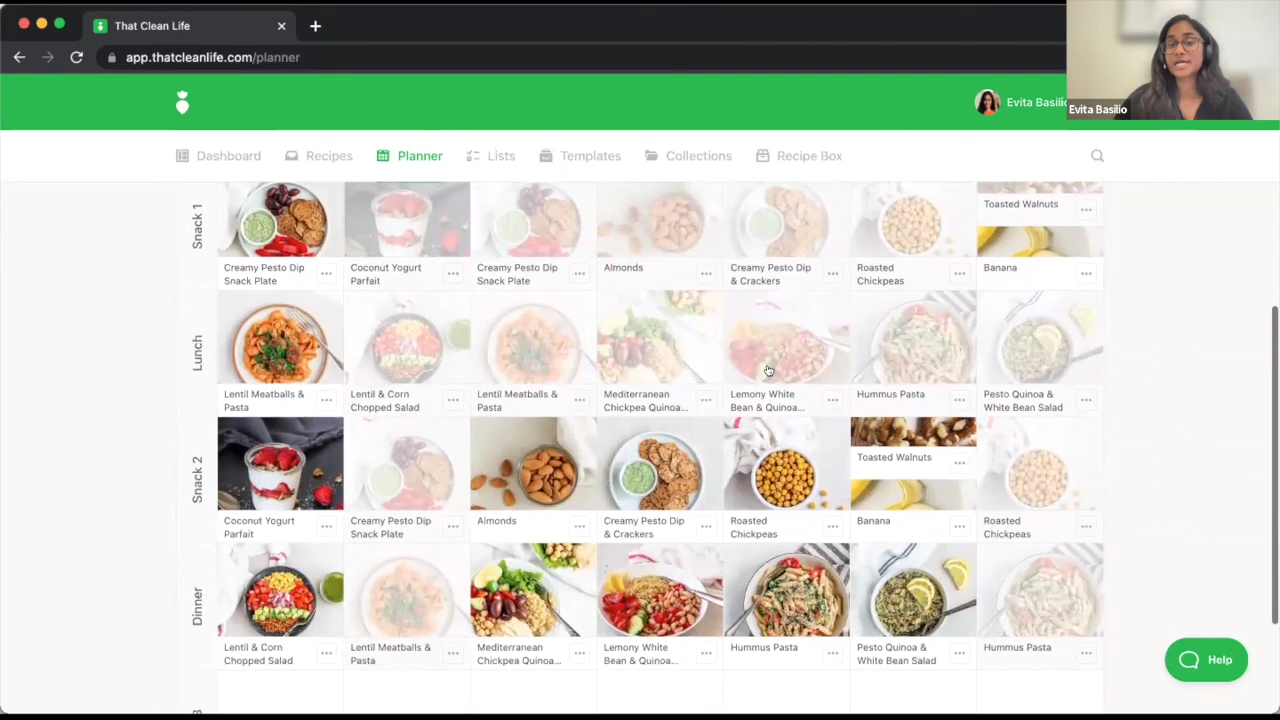 That Clean Life
app.thatcleanlife.com/planner
Evita Basilio
Evita Basilio
Dashboard
Recipes
Planner
Lists
Templates
Collections
Recipe Box
Snack 1
Toasted Walnuts
Creamy Pesto Dip
Snack Plate
Coconut Yogurt
Parfait
Creamy Pesto Dip
Snack Plate
Almonds
Creamy Pesto Dip
& Crackers
Roasted
Chickpeas
Banana
Lunch
Lentil Meatballs &
Pasta
Lentil & Corn
Chopped Salad
Lentil Meatballs &
Pasta
Mediterranean
Chickpea Quinoa...
Lemony White
Bean & Quinoa...
Hummus Pasta
Pesto Quinoa &
White Bean Salad
Snack 2
Toasted Walnuts
Coconut Yogurt
Parfait
Creamy Pesto Dip
Snack Plate
Almonds
Creamy Pesto Dip
& Crackers
Roasted
Chickpeas
Banana
Roasted
Chickpeas
Dinner
Lentil & Corn
Chopped Salad
Lentil Meatballs &
Pasta
Mediterranean
Chickpea Quinoa...
Lemony White
Bean & Quinoa...
Hummus Pasta
Pesto Quinoa &
White Bean Salad
Hummus Pasta
Help